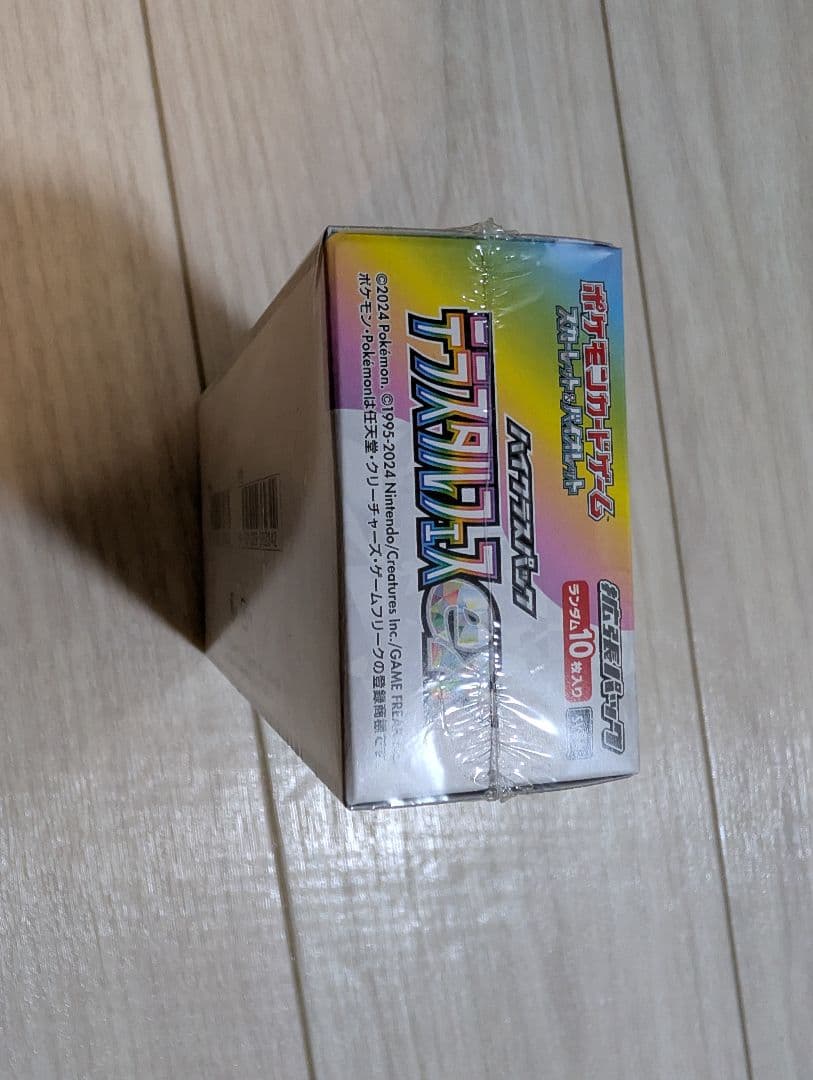 ポケモンカードゲーム
スカーレット&バイオレット
拡張パック
ハイクラスパック
ランダム10枚入り
テラスタルフェスex
©2024 Pokémon. ©1995-2024 Nintendo/Creatures Inc./GAME FREAK
ポケモン・Pokémonは任天堂・クリーチャーズ・ゲームフリークの登録商標です